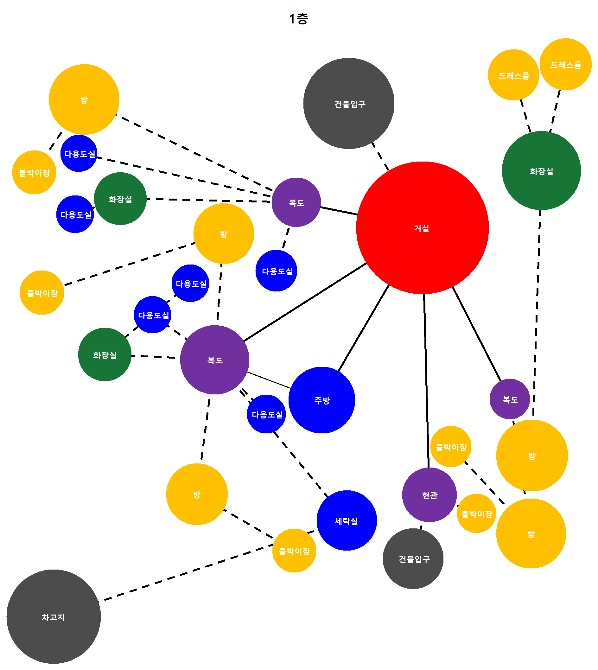 1층
드레스룸
드레스룸
방
건물입구
다용도실
붙박이장
화장실
화장실
다용도실
복도
거실
방
다용도실
다용도실
붙박이장
다용도실
화장실
복도
주방
복도
다용도실
붙박이장
방
방
현관
붙박이장
세탁실
방
붙박이장
건물입구
차고지